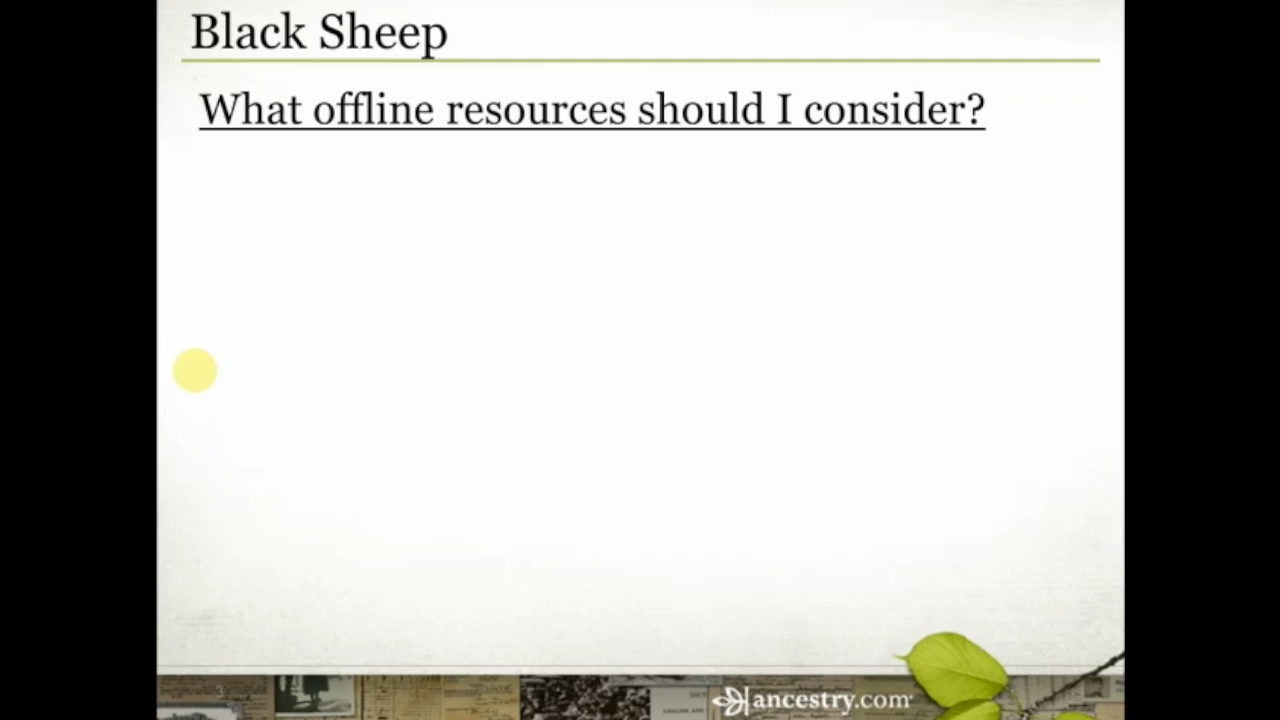 Black Sheep
What offline resources should I consider?
ancestry.com